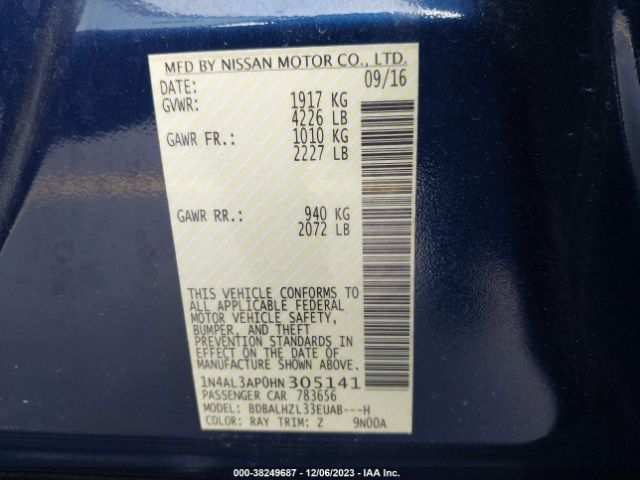 MFD BY NISSAN MOTOR CO., LTD.
DATE: 09/16
GVWR: 1917 KG
4226 LB
GAWR FR.: 1010 KG
2227 LB
GAWR RR.: 940 KG
2072 LB
THIS VEHICLE CONFORMS TO
ALL APPLICABLE FEDERAL
MOTOR VEHICLE SAFETY,
BUMPER, AND THEFT
PREVENTION STANDARDS IN
EFFECT ON THE DATE OF
MANUFACTURE SHOWN ABOVE.
1N4AL3AP0HN305141
PASSENGER CAR 783656
MODEL: BDBALHZL33EUAB---H
COLOR: RAY TRIM: Z 9N00A
000-38249687 - 12/06/2023 - IAA Inc.